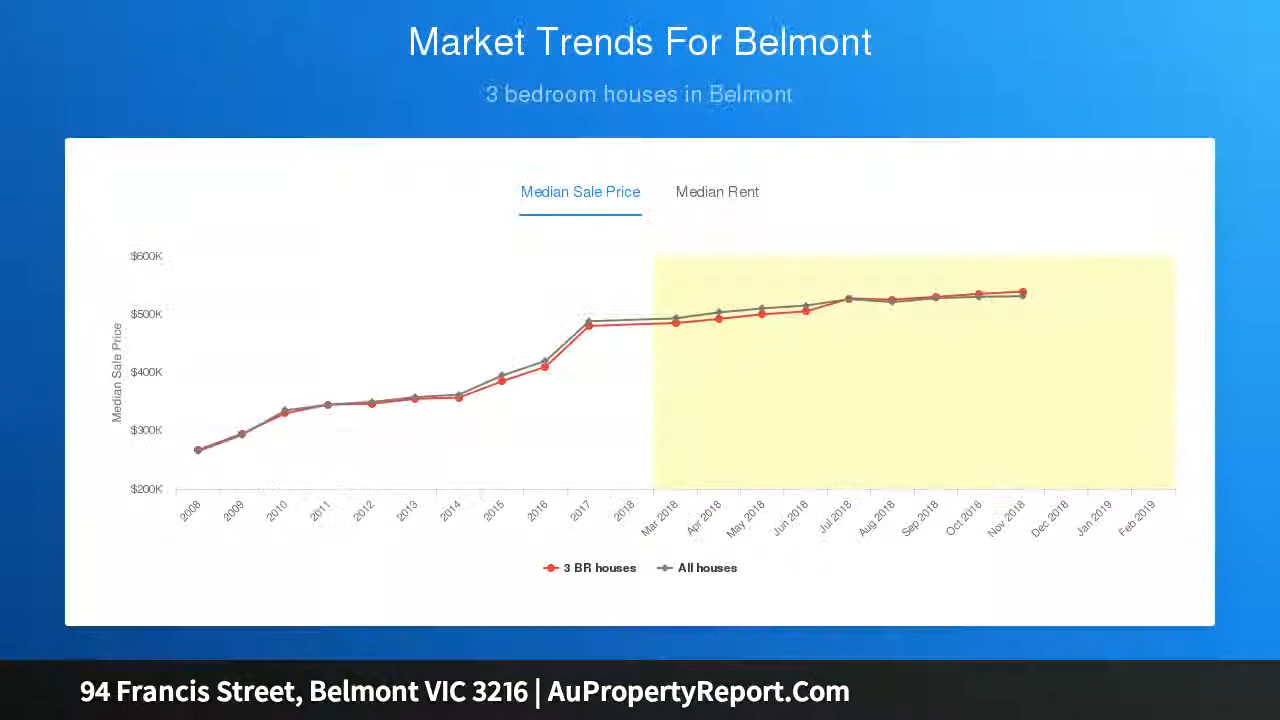 Market Trends For Belmont
3 bedroom houses in Belmont
Median Sale Price Median Rent
Median Sale Price
$600K
$500K
$400K
$300K
$200K
2008 2009 2010 2011 2012 2013 2014 2015 2016 2017 2018 Mar 2018 Apr 2018 May 2018 Jun 2018 Jul 2018 Aug 2018 Sep 2018 Oct 2018 Nov 2018 Dec 2018 Jan 2019 Feb 2019
3 BR houses All houses
94 Francis Street, Belmont VIC 3216 | AuPropertyReport.Com